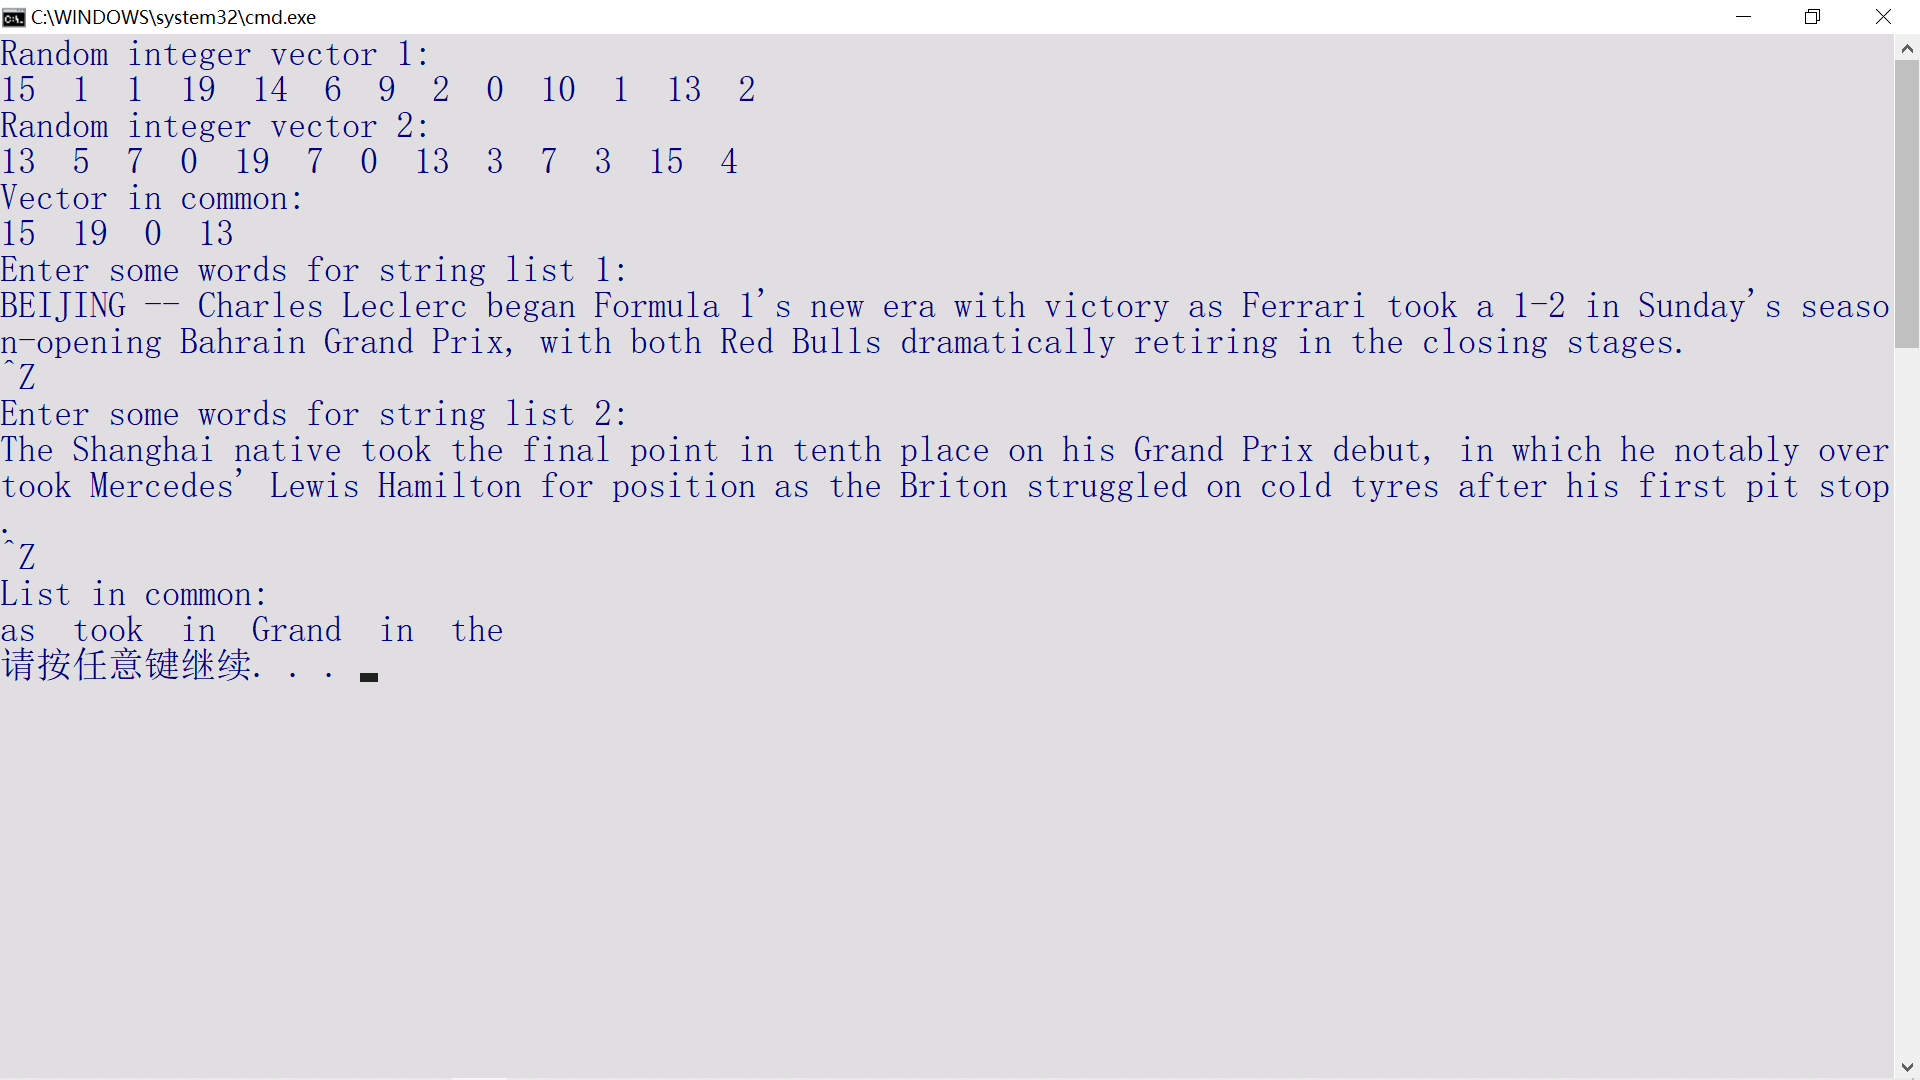 C:\WINDOWS\system32\cmd.exe
Random integer vector 1:
15  1  1  19  14  6  9  2  0  10  1  13  2
Random integer vector 2:
13  5  7  0  19  7  0  13  3  7  3  15  4
Vector in common:
15  19  0  13
Enter some words for string list 1:
BEIJING -- Charles Leclerc began Formula 1's new era with victory as Ferrari took a 1-2 in Sunday's seaso
n-opening Bahrain Grand Prix, with both Red Bulls dramatically retiring in the closing stages.
^Z
Enter some words for string list 2:
The Shanghai native took the final point in tenth place on his Grand Prix debut, in which he notably over
took Mercedes' Lewis Hamilton for position as the Briton struggled on cold tyres after his first pit stop
.
^Z
List in common:
as  took  in  Grand  in  the
请按任意键继续. . .